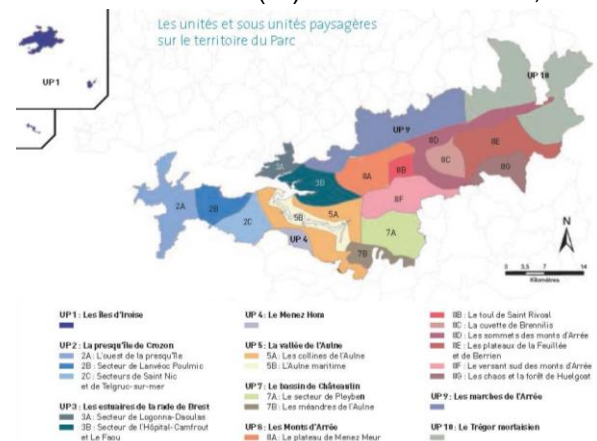 Les unités et sous unités paysagères
sur le territoire du Parc
UP 1
UP 10
UP 9
8D
8E
3A
3B
8A
8B
8C
8G
8F
2A
2B
2C
5B
5A
UP 4
7A
7B
N
0 3,5 7 14
Kilomètres
UP 1 : Les îles d'Iroise
UP 2 : La presqu'île de Crozon
2A : L'ouest de la presqu'île
2B : Secteur de Lanvéoc Poulmic
2C : Secteurs de Saint Nic
et de Telgruc-sur-mer
UP 3 : Les estuaires de la rade de Brest
3A : Secteur de Logonna-Daoulas
3B : Secteur de l'Hôpital-Camfrout
et Le Faou
UP 4 : Le Menez Hom
UP 5 : La vallée de l'Aulne
5A : Les collines de l'Aulne
5B : L'Aulne maritime
UP 7 : Le bassin de Châteaulin
7A : Le secteur de Pleyben
7B : Les méandres de l'Aulne
UP 8 : Les Monts d'Arrée
8A : Le plateau de Menez Meur
8B : Le toul de Saint Rivoal
8C : La cuvette de Brennilis
8D : Les sommets des monts d'Arrée
8E : Les plateaux de la Feuillée
et de Berrien
8F : Le versant sud des monts d'Arrée
8G : Les chaos et la forêt de Huelgoat
UP 9 : Les marches de l'Arrée
UP 10 : Le Trégor morlaisien